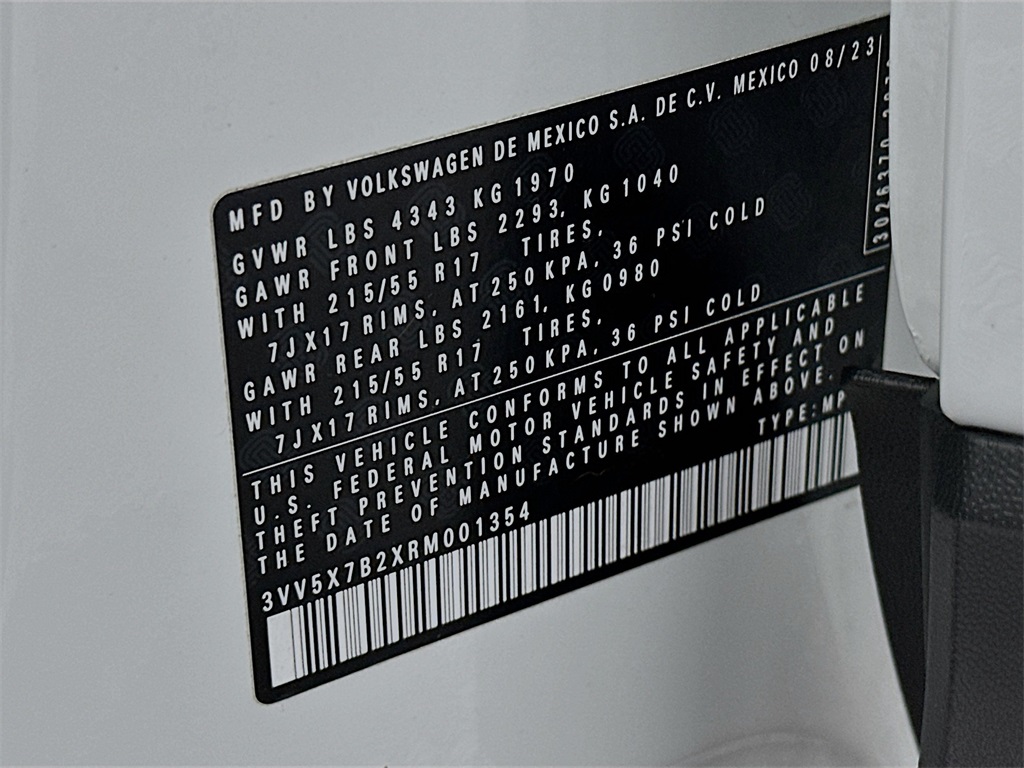 MFD BY VOLKSWAGEN DE MEXICO S.A. DE C.V. MEXICO 08/23
GVWR LBS 4343 KG 1970
GAWR FRONT LBS 2293, KG 1040
WITH 215/55 R17 TIRES,
7JX17 RIMS, AT 250 KPA, 36 PSI COLD
GAWR REAR LBS 2161, KG 0980
WITH 215/55 R17 TIRES,
7JX17 RIMS, AT 250 KPA, 36 PSI COLD
THIS VEHICLE CONFORMS TO ALL APPLICABLE
U.S. FEDERAL MOTOR VEHICLE SAFETY AND
THEFT PREVENTION STANDARDS IN EFFECT ON
THE DATE OF MANUFACTURE SHOWN ABOVE.
3VV5X7B2XRM001354 TYPE: MP
3026370